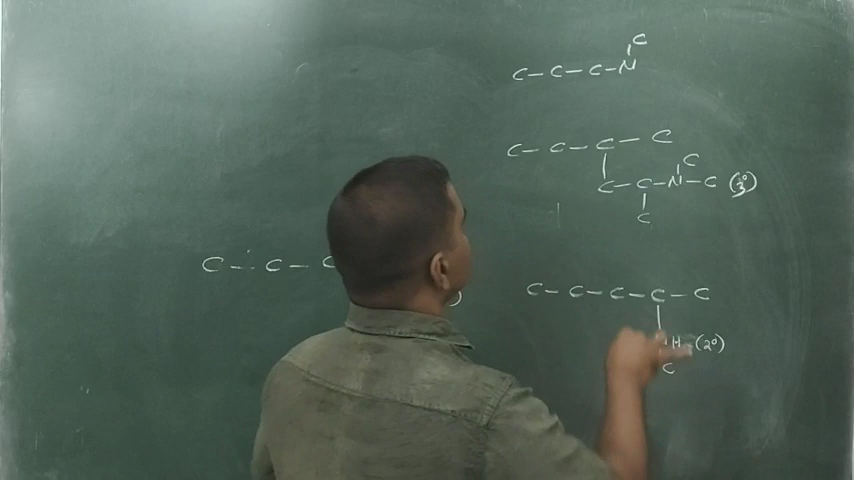 C
C-C-C-N
C-C-C-C
C
C-C-N-C (3°)
C
C-C-C
C-C-C-C-C
H (2°)
C